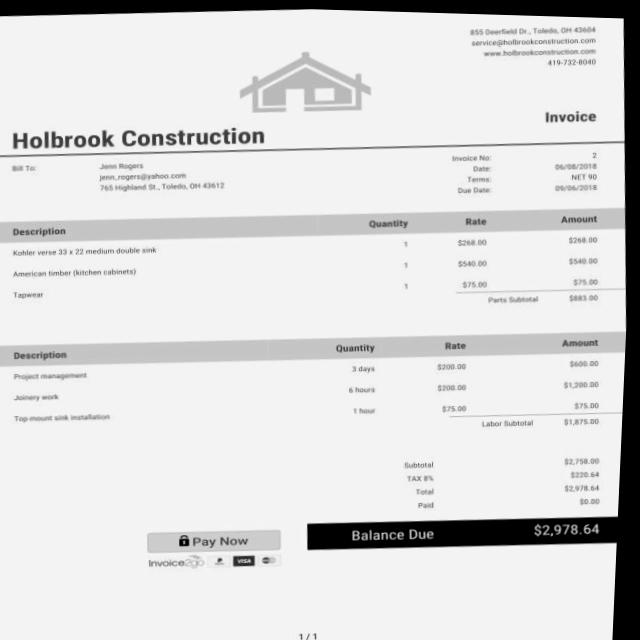 855 Deerfield Dr., Toledo, OH 43604
service@holbrookconstruction.com
www.holbrookconstruction.com
419-732-8040
Invoice
Holbrook Construction
Bill To: Jenn Rogers
jenn_rogers@yahoo.com
765 Highland St., Toledo, OH 43612
Invoice No: 2
Date: 06/08/2018
Terms: NET 90
Due Date: 09/06/2018
Description Quantity Rate Amount
Kohler verse 33 x 22 medium double sink 1 $268.00 $268.00
American timber (kitchen cabinets) 1 $540.00 $540.00
Tapwear 1 $75.00 $75.00
Parts Subtotal $883.00
Description Quantity Rate Amount
Project management 3 days $200.00 $600.00
Joinery work 6 hours $200.00 $1,200.00
Top-mount sink installation 1 hour $75.00 $75.00
Labor Subtotal $1,875.00
Subtotal $2,758.00
TAX 8% $220.64
Total $2,978.64
Paid $0.00
Pay Now
Balance Due $2,978.64
Invoice2go VISA
1/1